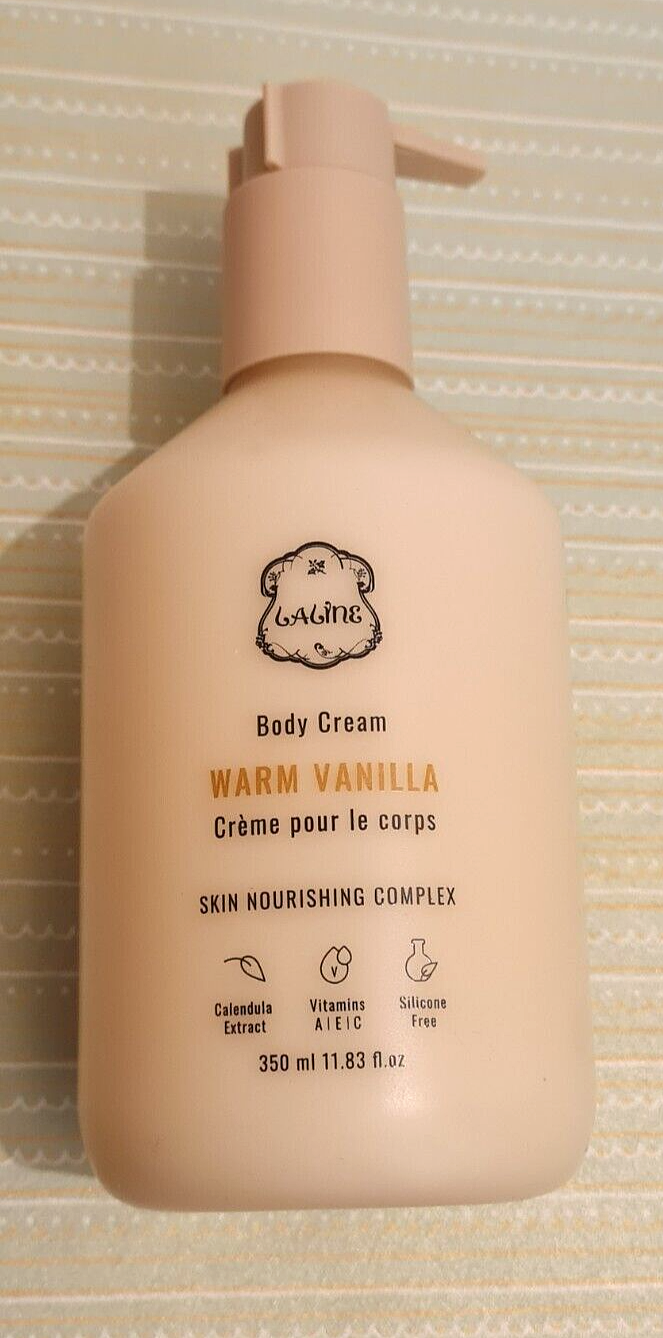 LALINE
Body Cream
WARM VANILLA
Crème pour le corps
SKIN NOURISHING COMPLEX
V
Calendula
Extract
Vitamins
A|E|C
Silicone
Free
350 ml 11.83 fl.oz